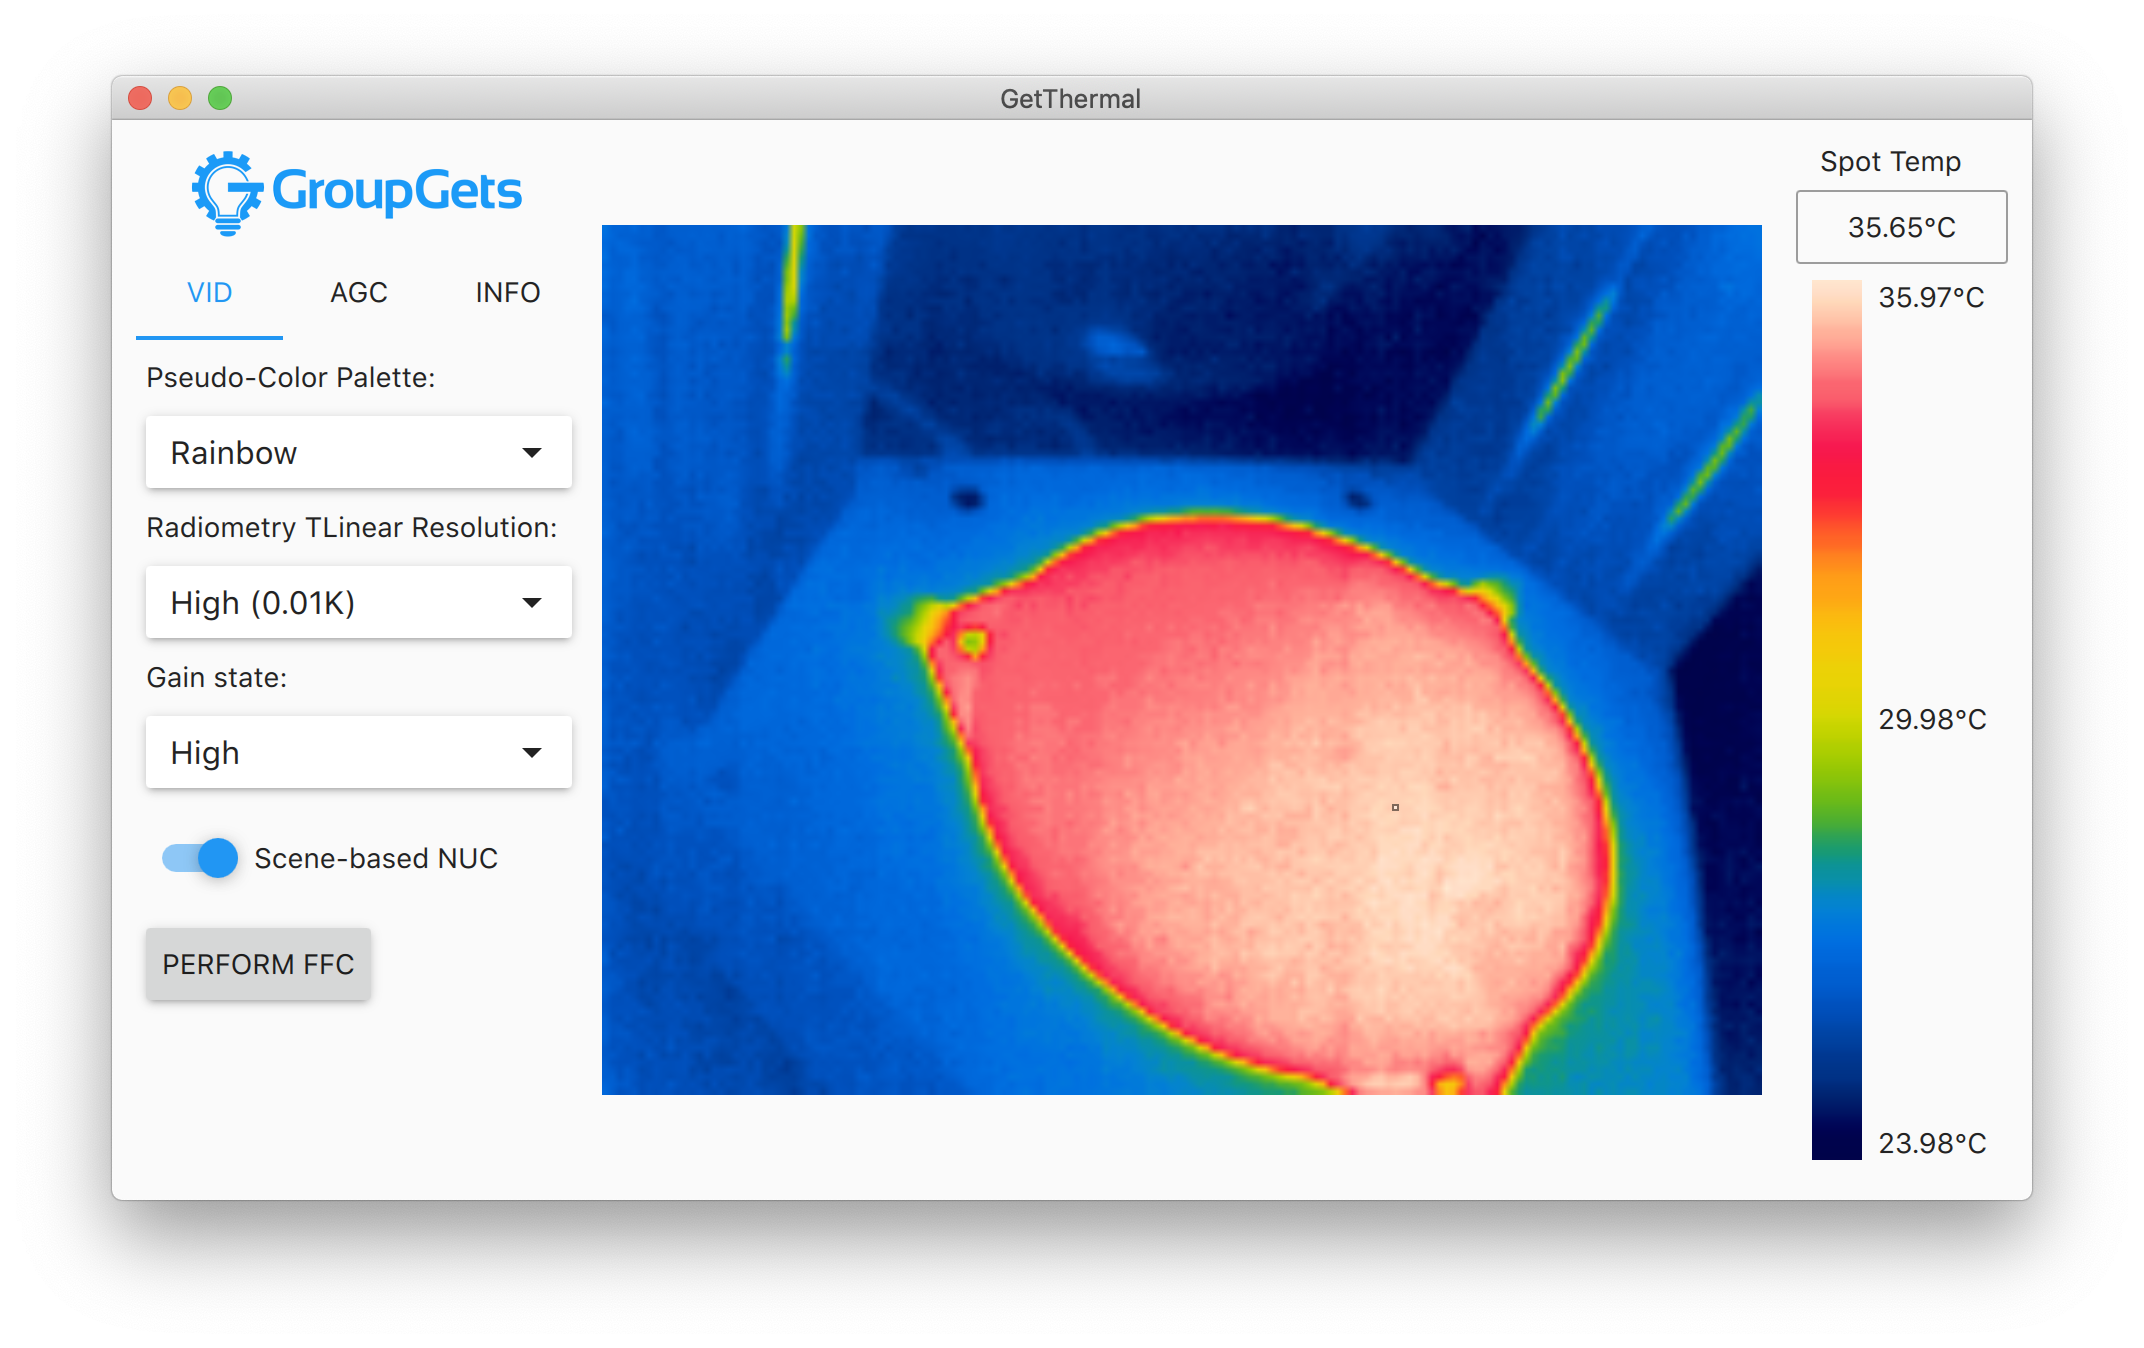 GetThermal
GroupGets
VID AGC INFO
Pseudo-Color Palette:
Rainbow
Radiometry TLinear Resolution:
High (0.01K)
Gain state:
High
Scene-based NUC
PERFORM FFC
Spot Temp
35.65°C
35.97°C
29.98°C
23.98°C